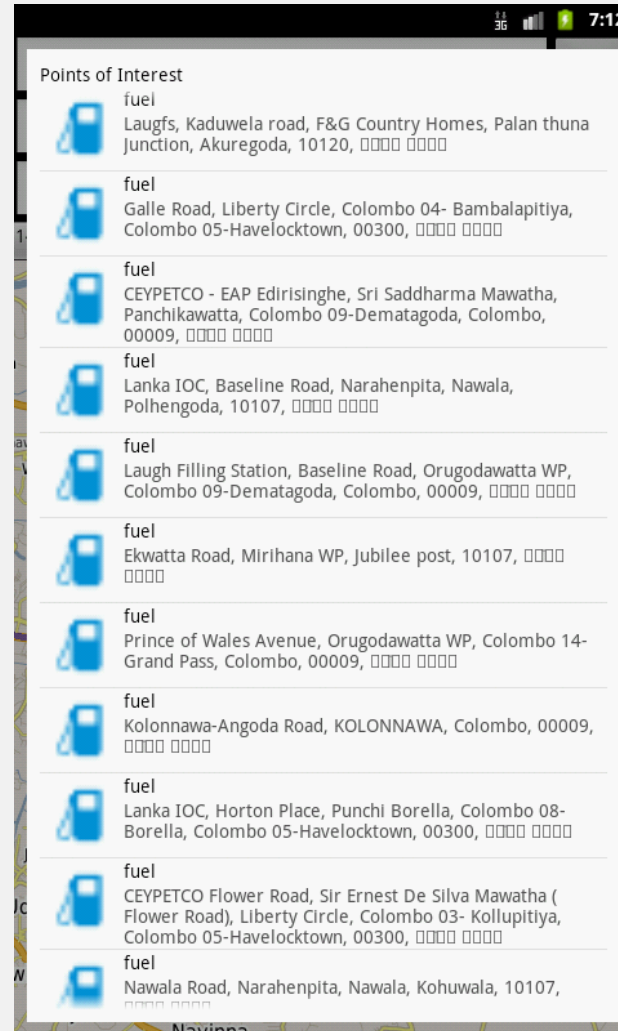 3G 7:12
Points of Interest
fuel
Laugfs, Kaduwela road, F&G Country Homes, Palan thuna
Junction, Akuregoda, 10120,
fuel
Galle Road, Liberty Circle, Colombo 04- Bambalapitiya,
Colombo 05-Havelocktown, 00300,
fuel
CEYPETCO - EAP Edirisinghe, Sri Saddharma Mawatha,
Panchikawatta, Colombo 09-Dematagoda, Colombo,
00009,
fuel
Lanka IOC, Baseline Road, Narahenpita, Nawala,
Polhengoda, 10107,
fuel
Laugh Filling Station, Baseline Road, Orugodawatta WP,
Colombo 09-Dematagoda, Colombo, 00009,
fuel
Ekwatta Road, Mirihana WP, Jubilee post, 10107,
fuel
Prince of Wales Avenue, Orugodawatta WP, Colombo 14-
Grand Pass, Colombo, 00009,
fuel
Kolonnawa-Angoda Road, KOLONNAWA, Colombo, 00009,
fuel
Lanka IOC, Horton Place, Punchi Borella, Colombo 08-
Borella, Colombo 05-Havelocktown, 00300,
fuel
CEYPETCO Flower Road, Sir Ernest De Silva Mawatha (
Flower Road), Liberty Circle, Colombo 03- Kollupitiya,
Colombo 05-Havelocktown, 00300,
fuel
Nawala Road, Narahenpita, Nawala, Kohuwala, 10107,
Navinna